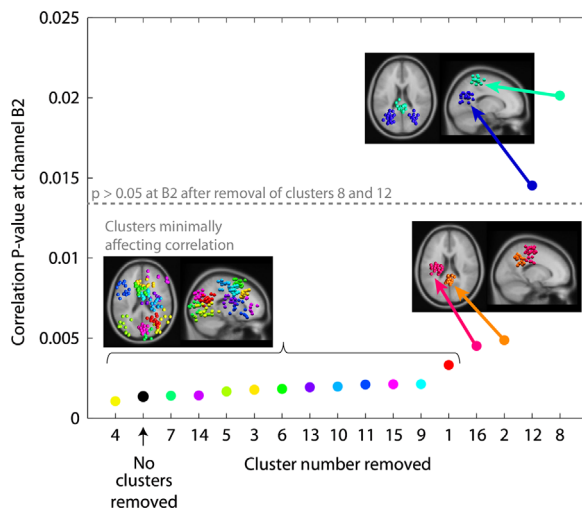 0.025
0.02
0.015
0.01
0.005
0
Correlation P-value at channel B2
p > 0.05 at B2 after removal of clusters 8 and 12
Clusters minimally
affecting correlation
4 7 14 5 3 6 13 10 11 15 9 1 16 2 12 8
No
clusters
removed
Cluster number removed